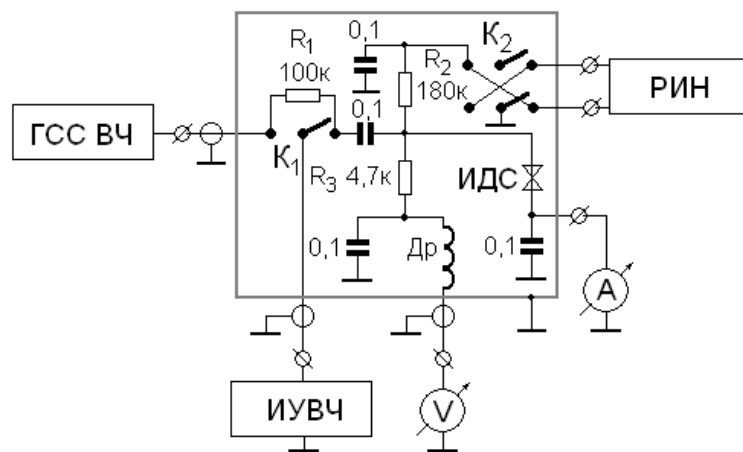 0,1
K₂
R₁
100к
R₂
180к
0,1
РИН
ГСС ВЧ
K₁
R₃
4,7к
ИДС
0,1
Др
0,1
A
ИУВЧ
V